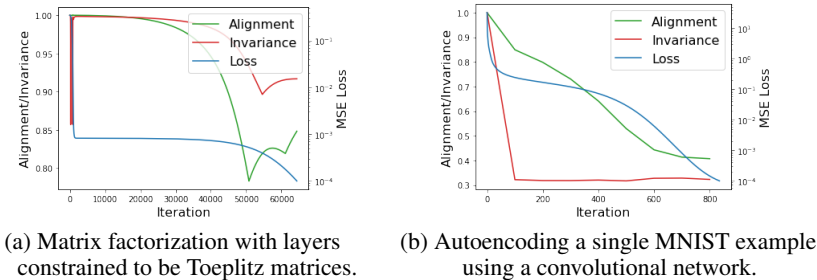 Alignment
Invariance
Loss
1.00
0.95
0.90
0.85
0.80
Alignment/Invariance
10⁻¹
10⁻²
10⁻³
10⁻⁴
MSE Loss
0 10000 20000 30000 40000 50000 60000
Iteration
(a) Matrix factorization with layers
constrained to be Toeplitz matrices.
Alignment
Invariance
Loss
1.0
0.9
0.8
0.7
0.6
0.5
0.4
0.3
Alignment/Invariance
10¹
10⁰
10⁻¹
10⁻²
10⁻³
10⁻⁴
MSE Loss
0 200 400 600 800
Iteration
(b) Autoencoding a single MNIST example
using a convolutional network.